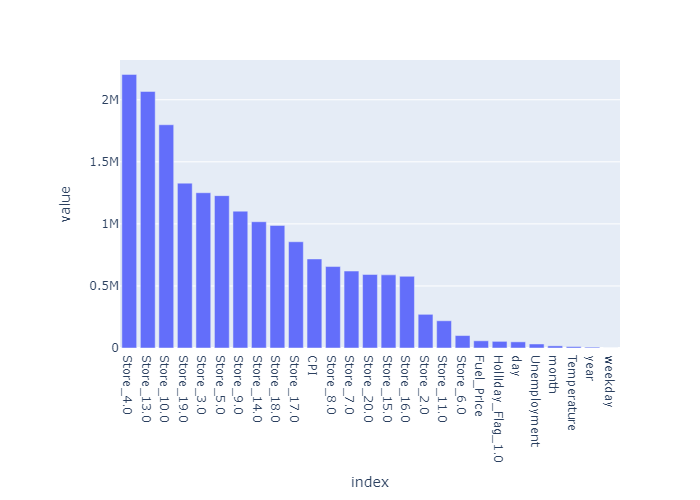 value
2M
1.5M
1M
0.5M
0
Store_4.0
Store_13.0
Store_10.0
Store_19.0
Store_3.0
Store_5.0
Store_9.0
Store_14.0
Store_18.0
Store_17.0
CPI
Store_8.0
Store_7.0
Store_20.0
Store_15.0
Store_16.0
Store_2.0
Store_11.0
Store_6.0
Fuel_Price
Holiday_Flag_1.0
day
Unemployment
month
Temperature
year
weekday
index